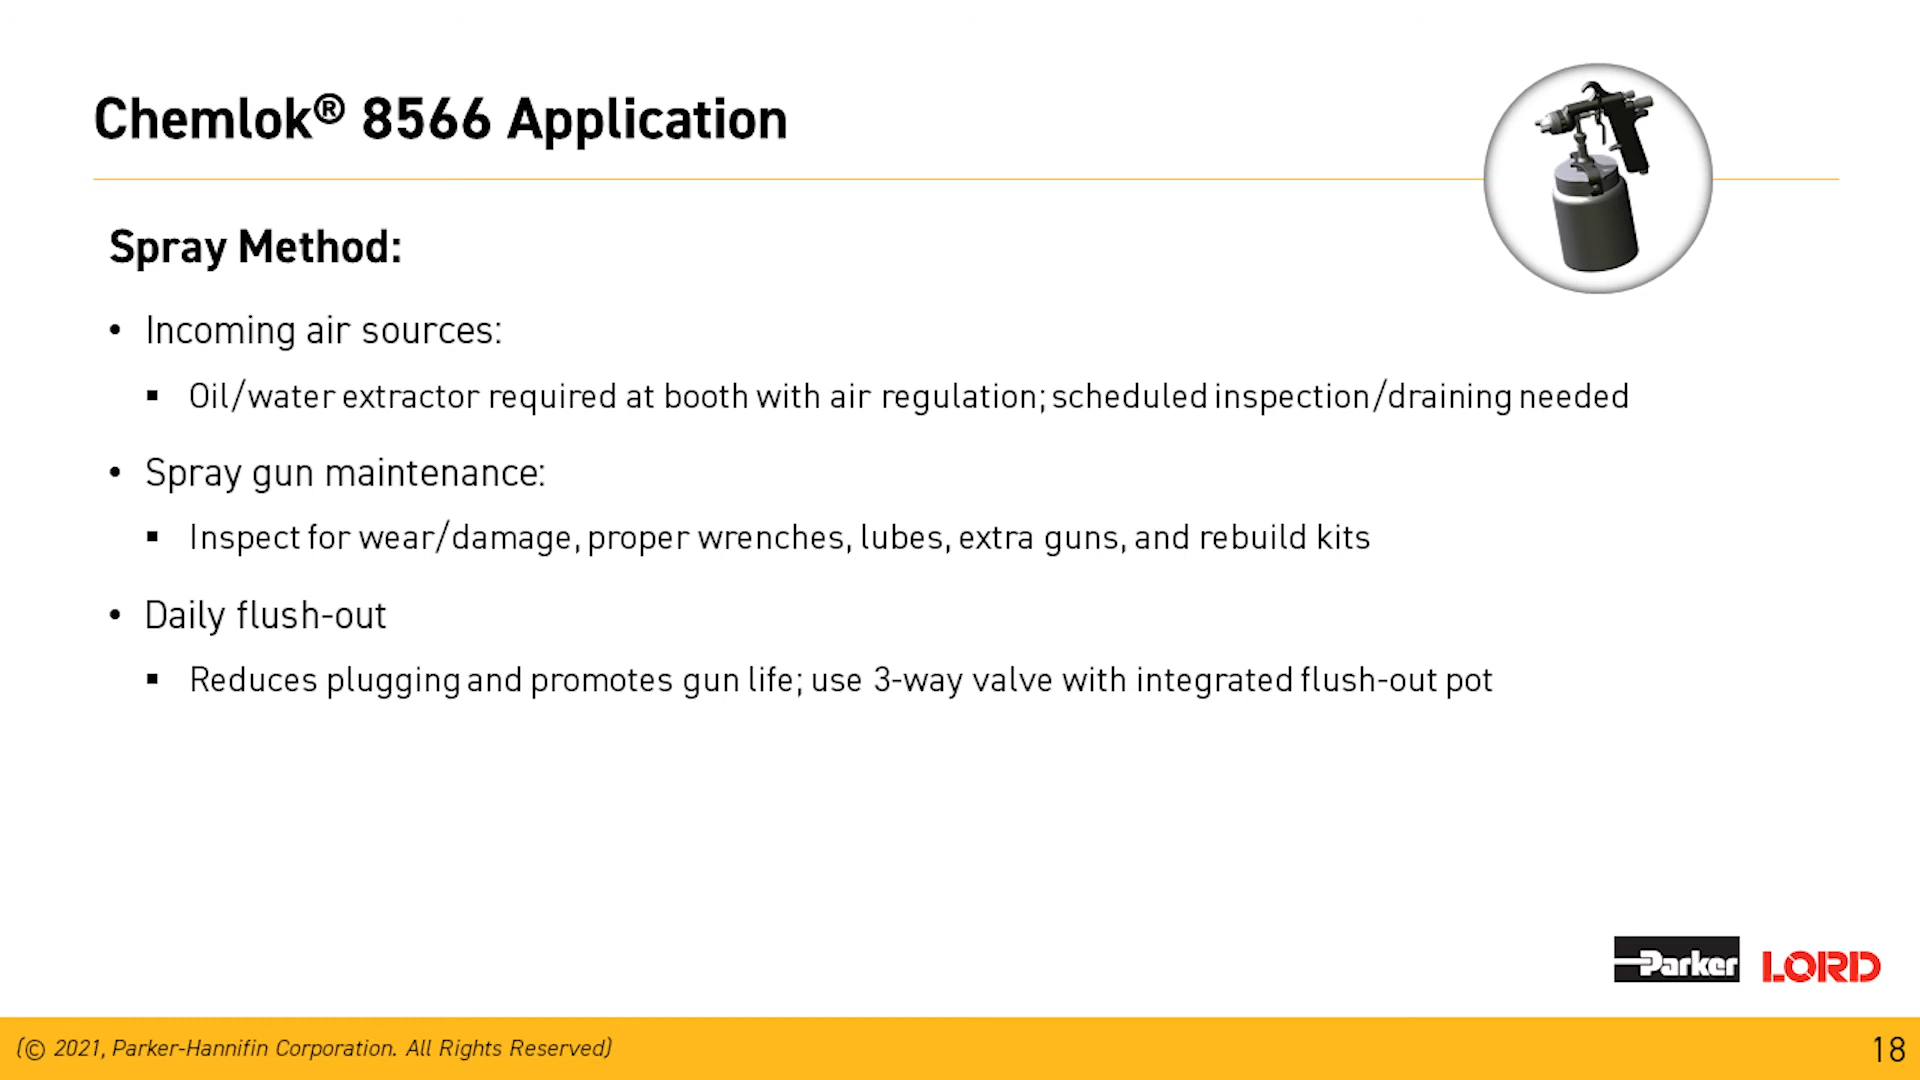 Chemlok® 8566 Application
Spray Method:
• Incoming air sources:
▪ Oil/water extractor required at booth with air regulation; scheduled inspection/draining needed
• Spray gun maintenance:
▪ Inspect for wear/damage, proper wrenches, lubes, extra guns, and rebuild kits
• Daily flush-out
▪ Reduces plugging and promotes gun life; use 3-way valve with integrated flush-out pot
Parker LORD
(© 2021, Parker-Hannifin Corporation. All Rights Reserved)
18